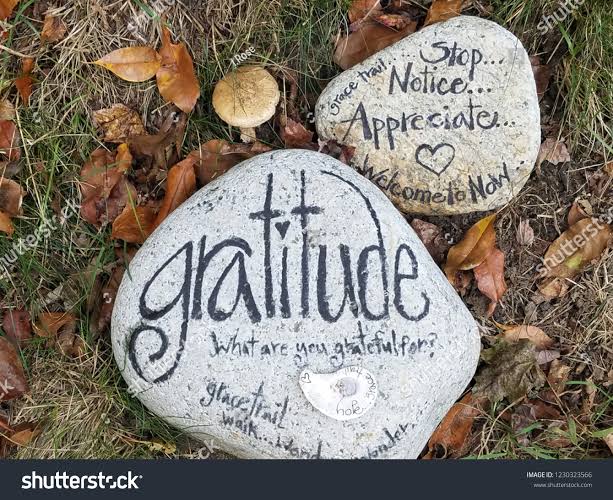 grace trail
...Stop...
Notice...
Appreciate...
Welcome to Now!
gratitude
What are you grateful for?
grace trail
walk...
hope
shutterstock
IMAGE ID: 1230323566
www.shutterstock.com
T.Rose